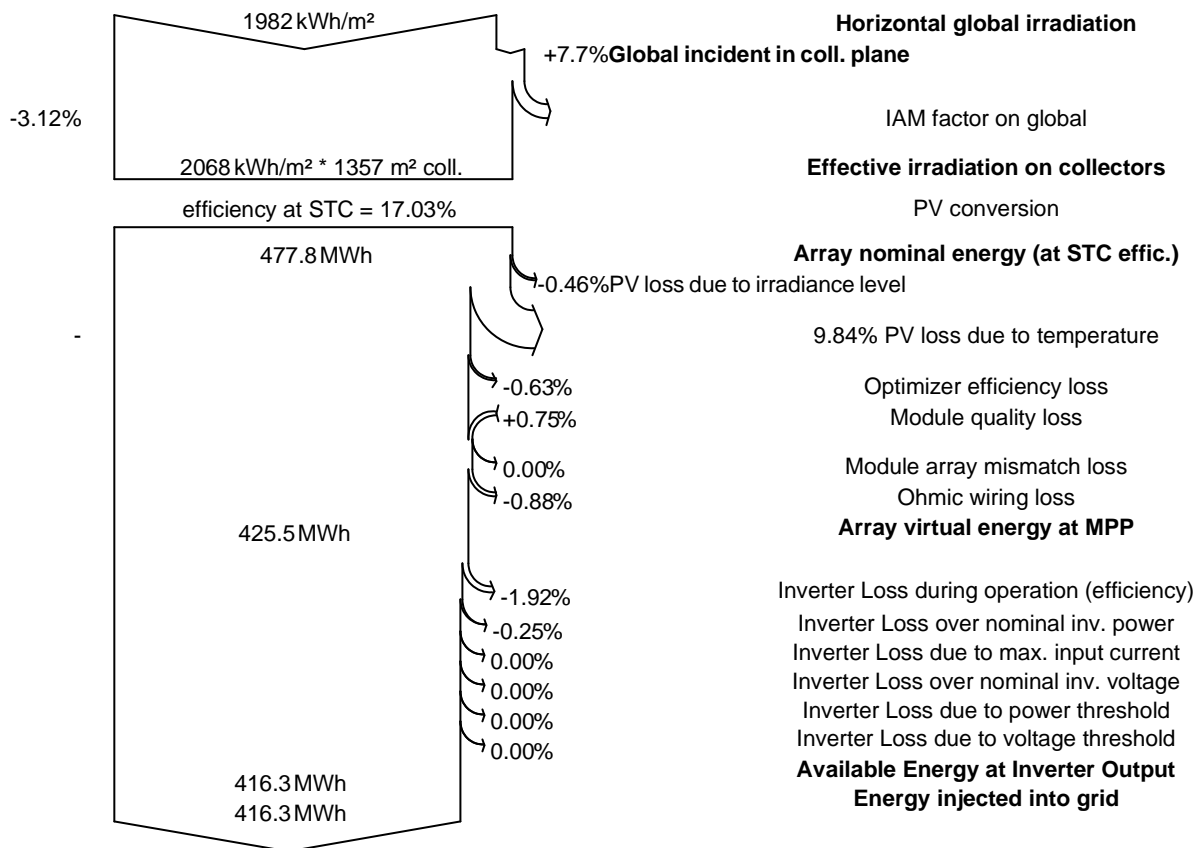 1982 kWh/m² Horizontal global irradiation
+7.7% Global incident in coll. plane
-3.12% IAM factor on global
2068 kWh/m² * 1357 m² coll. Effective irradiation on collectors
efficiency at STC = 17.03% PV conversion
477.8 MWh Array nominal energy (at STC effic.)
-0.46% PV loss due to irradiance level
- 9.84% PV loss due to temperature
-0.63% Optimizer efficiency loss
+0.75% Module quality loss
0.00% Module array mismatch loss
-0.88% Ohmic wiring loss
425.5 MWh Array virtual energy at MPP
-1.92% Inverter Loss during operation (efficiency)
-0.25% Inverter Loss over nominal inv. power
0.00% Inverter Loss due to max. input current
0.00% Inverter Loss over nominal inv. voltage
0.00% Inverter Loss due to power threshold
0.00% Inverter Loss due to voltage threshold
416.3 MWh Available Energy at Inverter Output
416.3 MWh Energy injected into grid